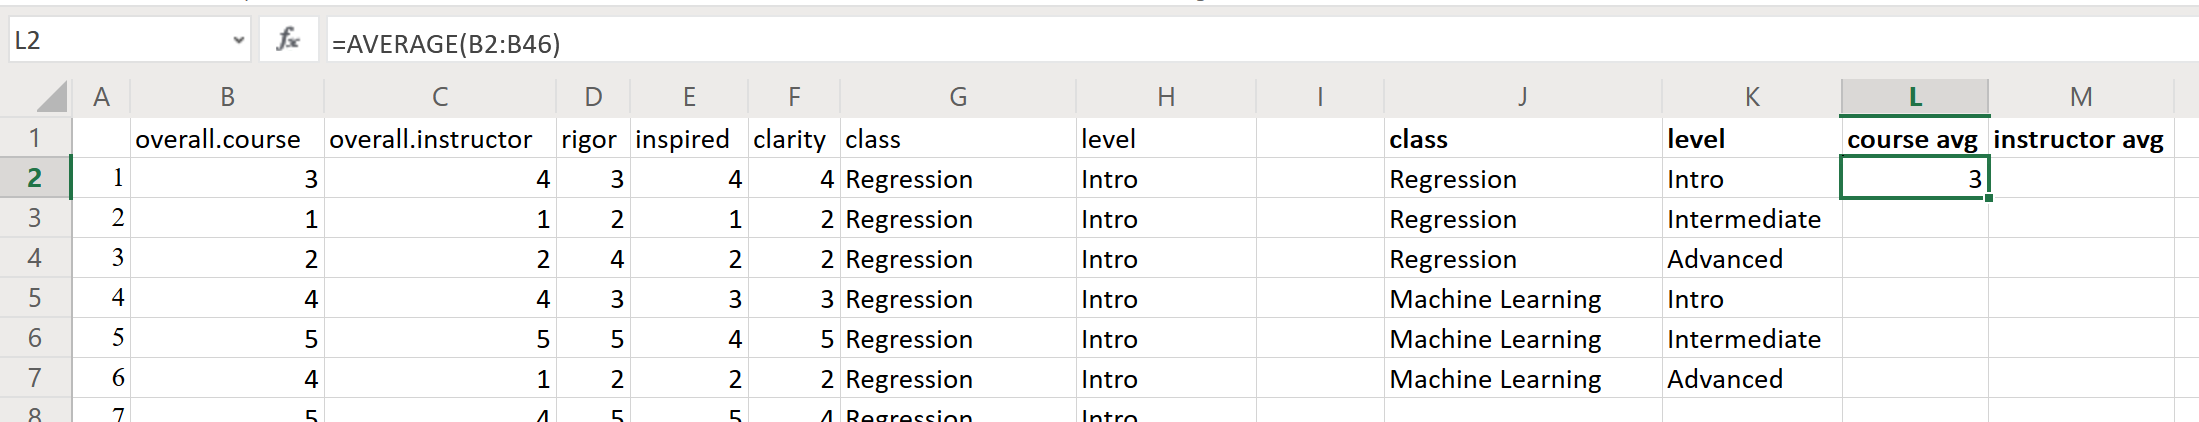 L2 fx =AVERAGE(B2:B46)
A B C D E F G H I J K L M
1 overall.course overall.instructor rigor inspired clarity class level class level course avg instructor avg
2 1 3 4 3 4 4 Regression Intro Regression Intro 3
3 2 1 1 2 1 2 Regression Intro Regression Intermediate
4 3 2 2 4 2 2 Regression Intro Regression Advanced
5 4 4 4 3 3 3 Regression Intro Machine Learning Intro
6 5 5 5 5 4 5 Regression Intro Machine Learning Intermediate
7 6 4 1 2 2 2 Regression Intro Machine Learning Advanced
8 7 5 4 5 5 4 Regression Intro